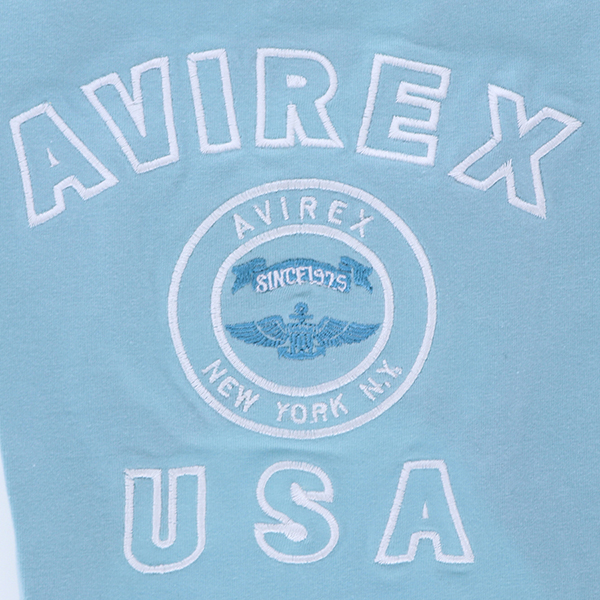 AVIREX
AVIREX
SINCE1975
NEW YORK N.Y.
USA